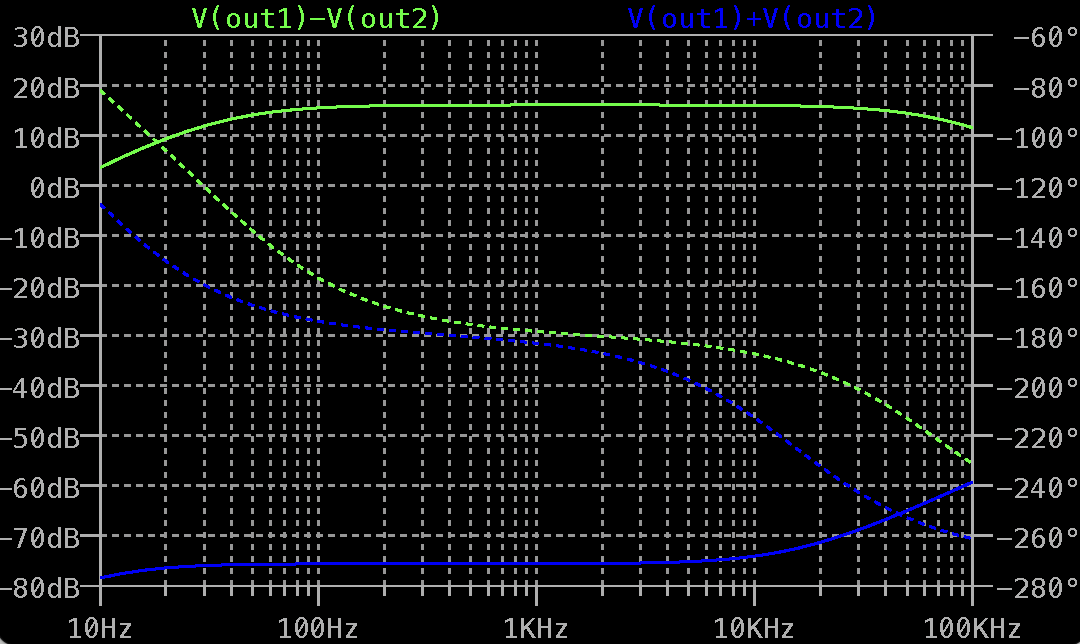 V(out1)−V(out2) V(out1)+V(out2)
30dB −60°
20dB −80°
10dB −100°
0dB −120°
−10dB −140°
−20dB −160°
−30dB −180°
−40dB −200°
−50dB −220°
−60dB −240°
−70dB −260°
−80dB −280°
10Hz 100Hz 1KHz 10KHz 100KHz